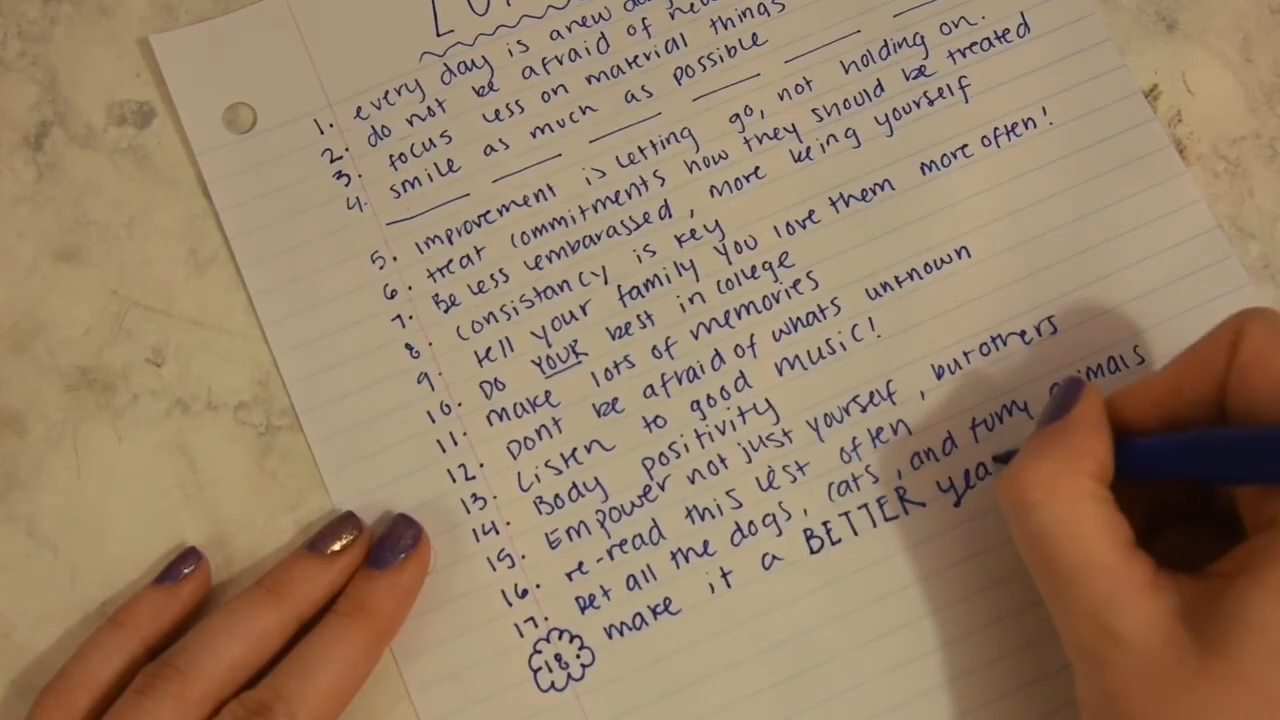 1. every day is a new
2. do not be afraid of
3. focus less on material things
4. smile as much as possible
5. improvement is letting go, not holding on.
6. treat commitments how they should be treated
7. Be less embarassed, more being yourself
8. consistancy is key
9. tell your family you love them more often!
10. Do YOUR best in college
11. make lots of memories
12. Dont be afraid of whats unknown
13. Listen to good music!
14. Body positivity
15. Empower not just yourself, but others
16. re-read this list often
17. Pet all the dogs, cats, and furry animals
18. make it a BETTER yea